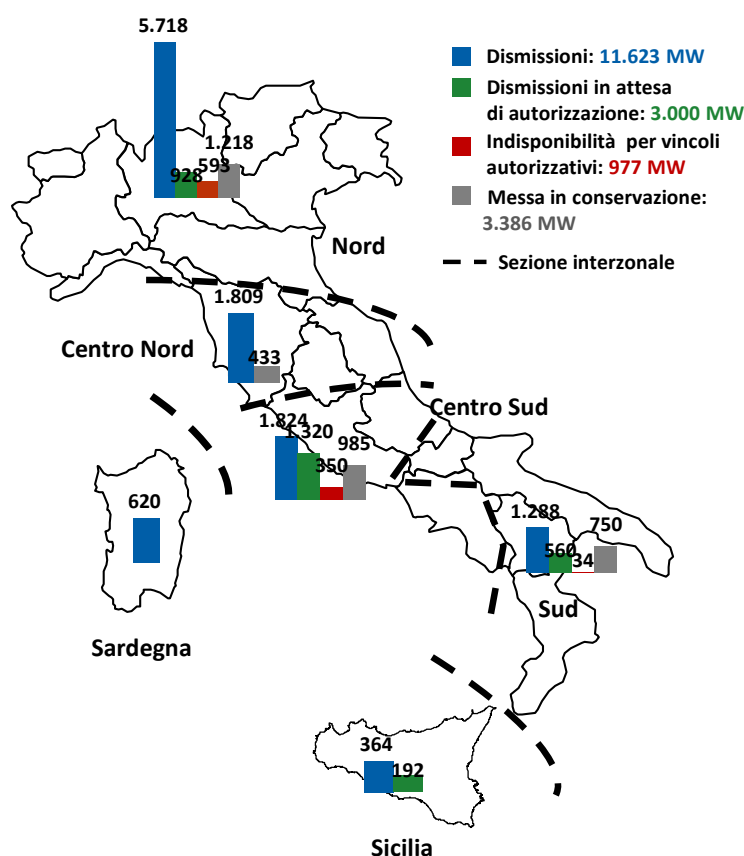 5.718
928
593
1.218
Dismissioni: 11.623 MW
Dismissioni in attesa
di autorizzazione: 3.000 MW
Indisponibilità per vincoli
autorizzativi: 977 MW
Messa in conservazione:
3.386 MW
Sezione interzonale
Nord
1.809
433
Centro Nord
Centro Sud
1.824
1.320
350
985
620
Sardegna
1.288
560
34
750
Sud
364
192
Sicilia